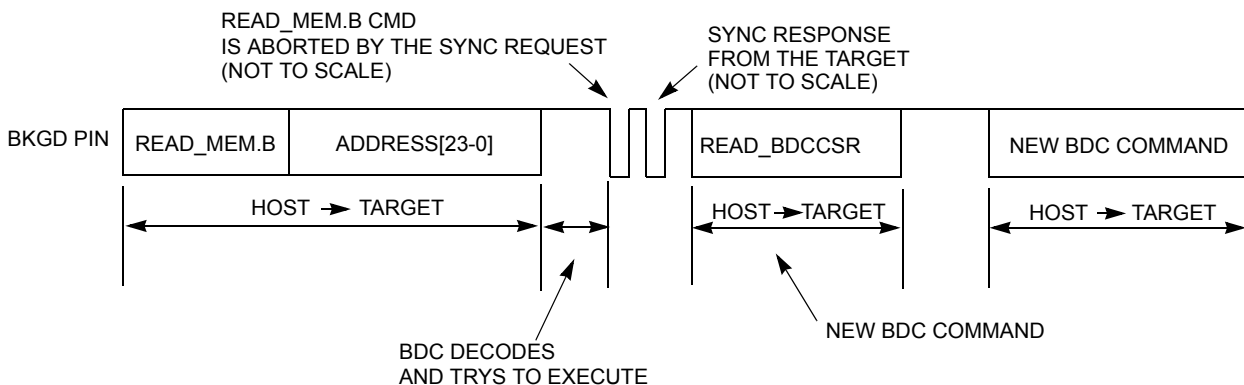 READ_MEM.B CMD
IS ABORTED BY THE SYNC REQUEST
(NOT TO SCALE)
SYNC RESPONSE
FROM THE TARGET
(NOT TO SCALE)
BKGD PIN
READ_MEM.B
ADDRESS[23-0]
READ_BDCCSR
NEW BDC COMMAND
HOST TARGET
HOST TARGET
HOST TARGET
BDC DECODES
AND TRYS TO EXECUTE
NEW BDC COMMAND